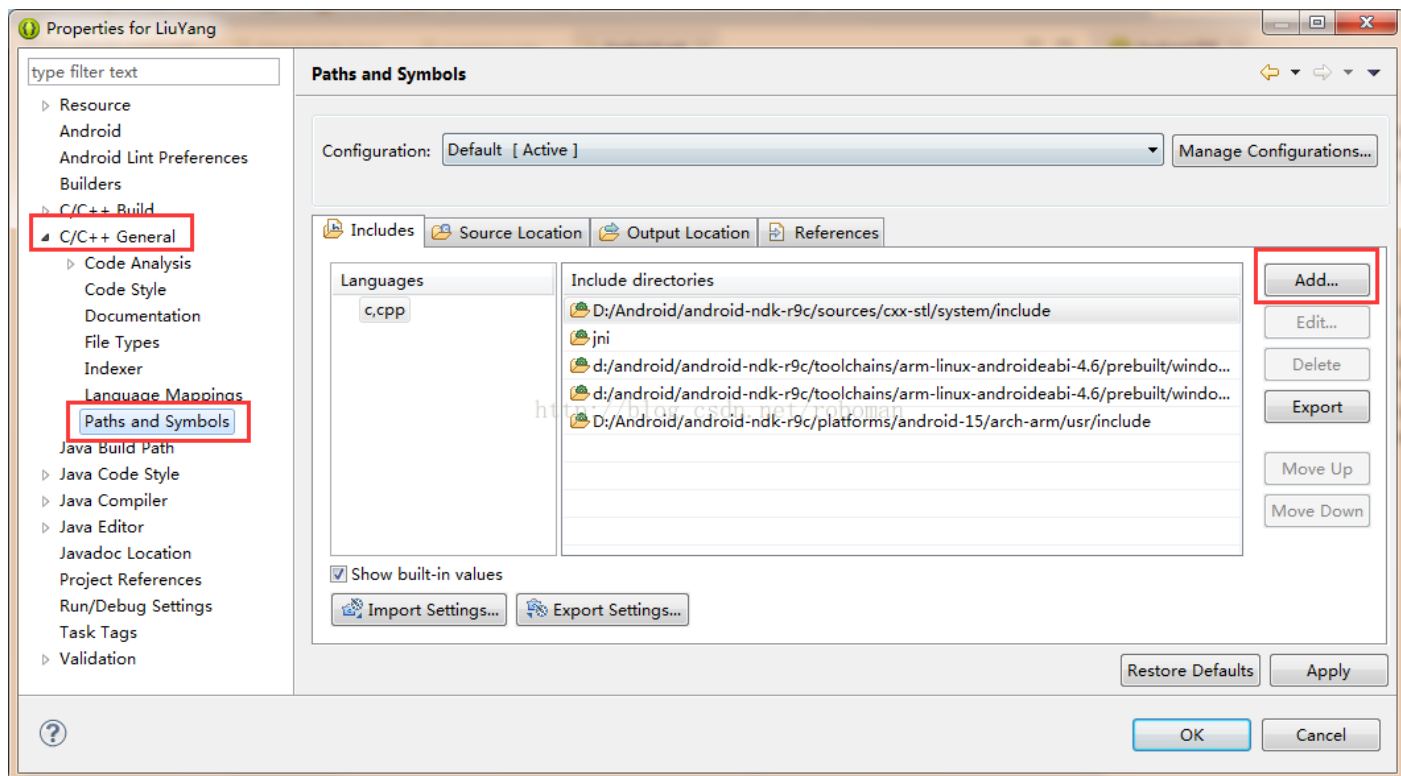 Properties for LiuYang
type filter text
Resource
Android
Android Lint Preferences
Builders
C/C++ Build
C/C++ General
Code Analysis
Code Style
Documentation
File Types
Indexer
Language Mappings
Paths and Symbols
Java Build Path
Java Code Style
Java Compiler
Java Editor
Javadoc Location
Project References
Run/Debug Settings
Task Tags
Validation
Paths and Symbols
Configuration: Default [ Active ] Manage Configurations...
Includes Source Location Output Location References
Languages
c,cpp
Include directories
D:/Android/android-ndk-r9c/sources/cxx-stl/system/include
jni
d:/android/android-ndk-r9c/toolchains/arm-linux-androideabi-4.6/prebuilt/windo...
d:/android/android-ndk-r9c/toolchains/arm-linux-androideabi-4.6/prebuilt/windo...
http://blog.csdn.net/roboman
D:/Android/android-ndk-r9c/platforms/android-15/arch-arm/usr/include
Add...
Edit...
Delete
Export
Move Up
Move Down
Show built-in values
Import Settings... Export Settings...
Restore Defaults Apply
? OK Cancel